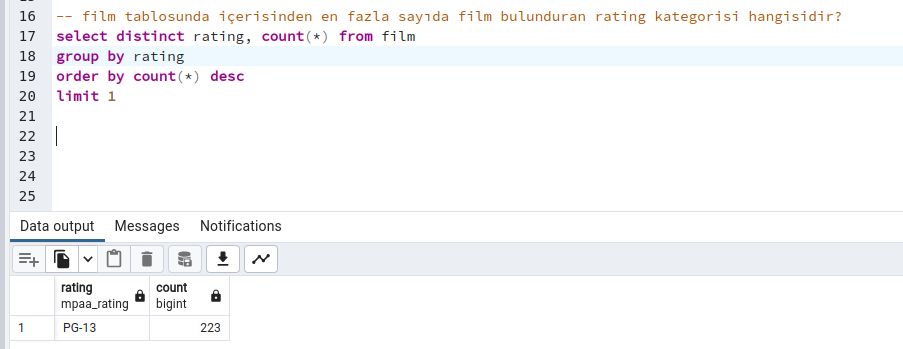 16 -- film tablosunda içerisinden en fazla sayıda film bulunduran rating kategorisi hangisidir?
17 select distinct rating, count(*) from film
18 group by rating
19 order by count(*) desc
20 limit 1
21
22
23
24
25
Data output Messages Notifications
rating count
mpaa_rating bigint
1 PG-13 223